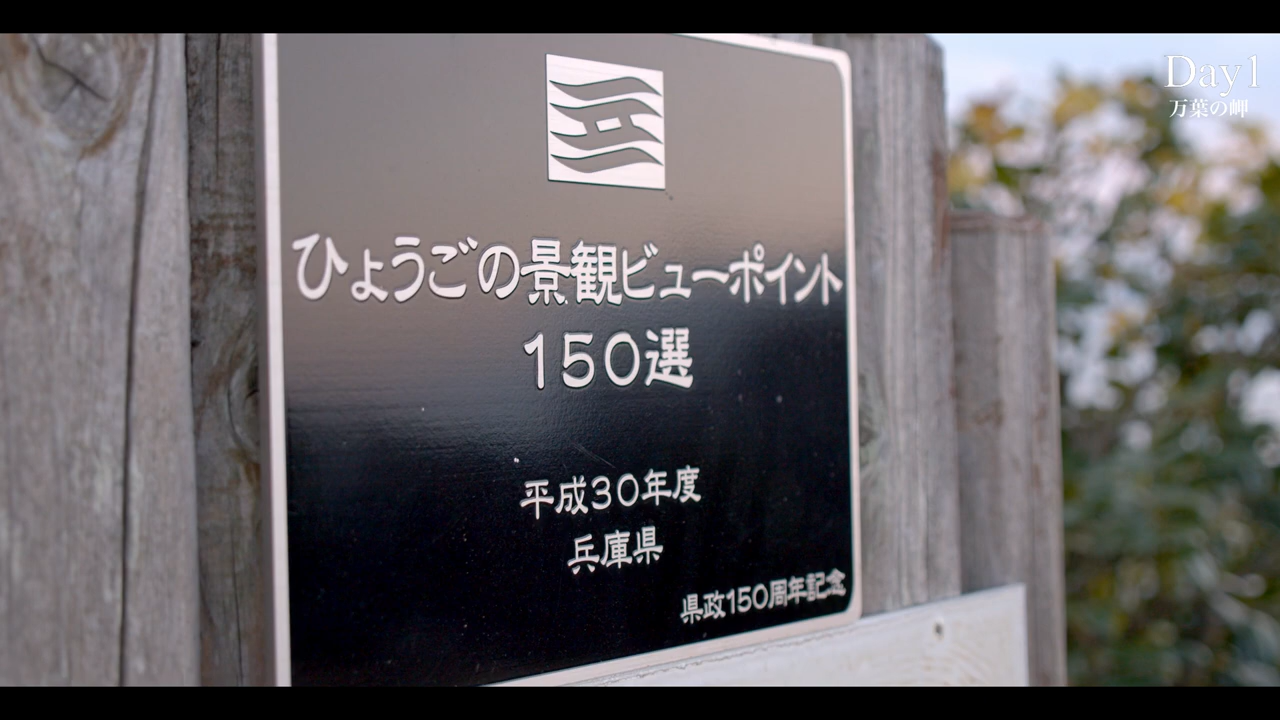 Day1
万葉の岬
ひょうごの景観ビューポイント
150選
平成30年度
兵庫県
県政150周年記念